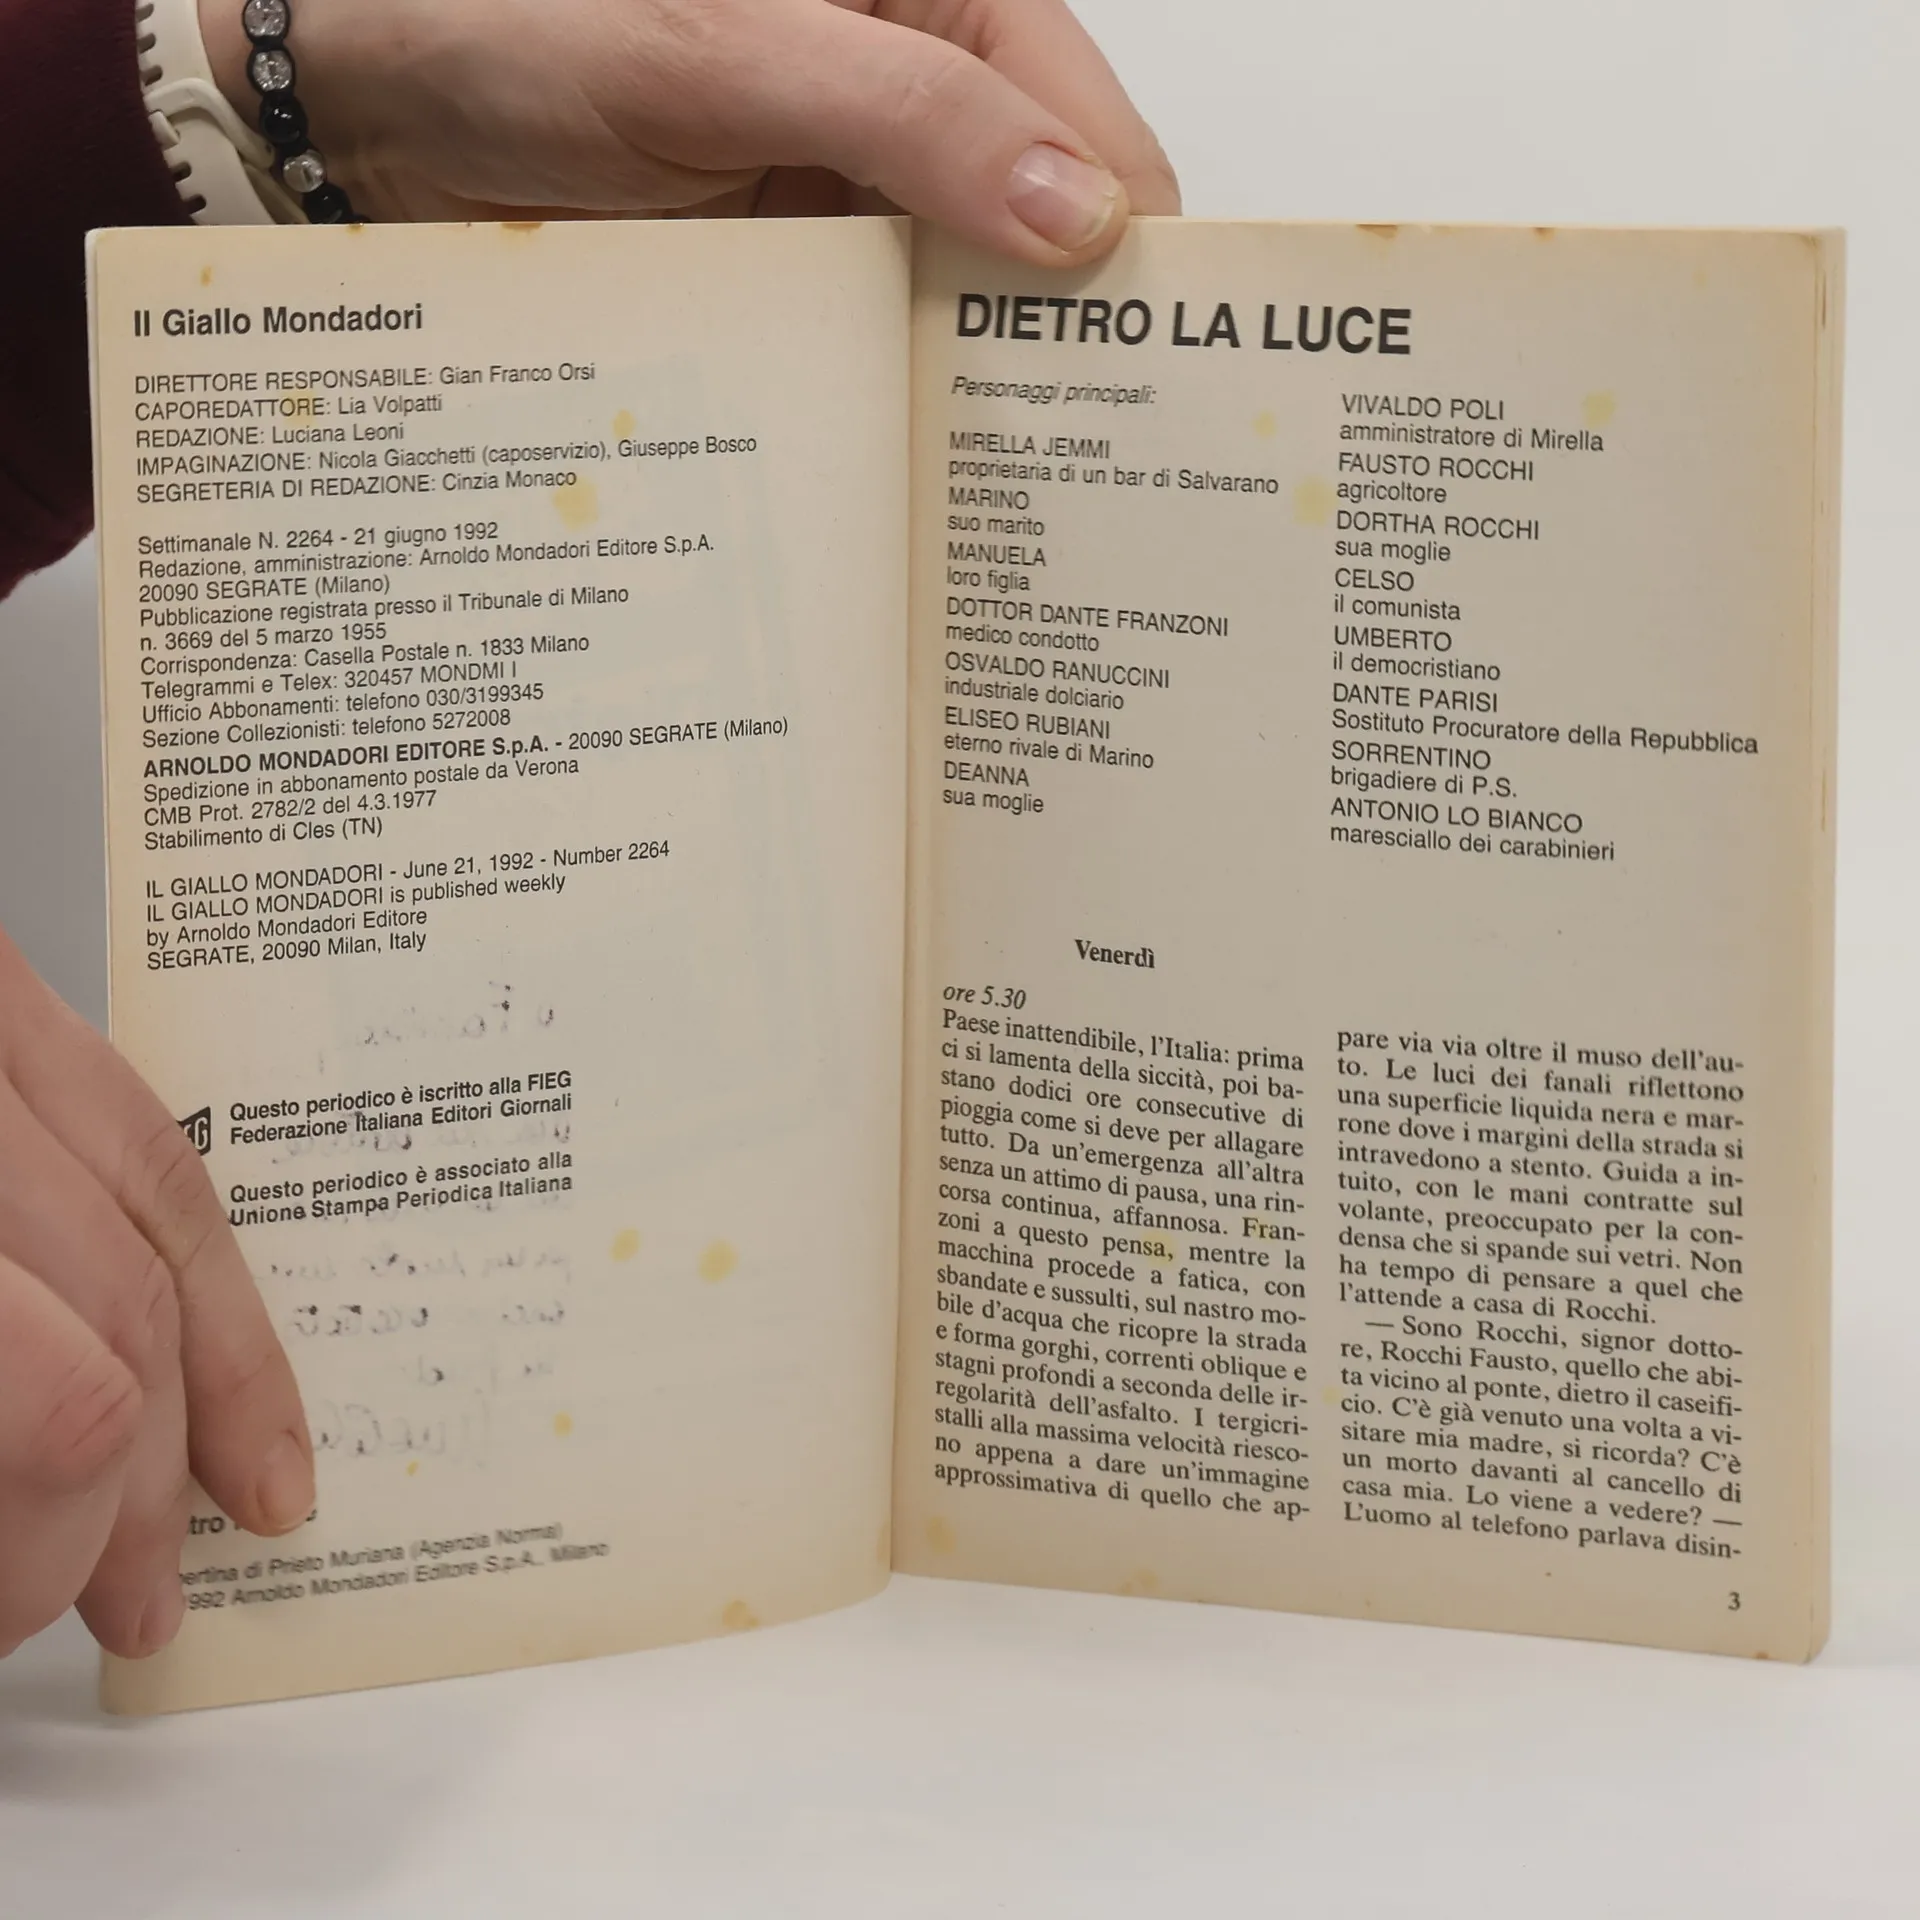 Il Giallo Mondadori
DIRETTORE RESPONSABILE: Gian Franco Orsi
CAPOREDATTORE: Lia Volpatti
REDAZIONE: Luciana Leoni
IMPAGINAZIONE: Nicola Giacchetti (caposervizio), Giuseppe Bosco
SEGRETERIA DI REDAZIONE: Cinzia Monaco
Settimanale N. 2264 - 21 giugno 1992
Redazione, amministrazione: Arnoldo Mondadori Editore S.p.A.
20090 SEGRATE (Milano)
Pubblicazione registrata presso il Tribunale di Milano
n. 3669 del 5 marzo 1955
Corrispondenza: Casella Postale n. 1833 Milano
Telegrammi e Telex: 320457 MONDMI I
Ufficio Abbonamenti: telefono 030/3199345
Sezione Collezionisti: telefono 5272008
ARNOLDO MONDADORI EDITORE S.p.A. - 20090 SEGRATE (Milano)
Spedizione in abbonamento postale da Verona
CMB Prot. 2782/2 del 4.3.1977
Stabilimento di Cles (TN)
IL GIALLO MONDADORI - June 21, 1992 - Number 2264
IL GIALLO MONDADORI is published weekly
by Arnoldo Mondadori Editore
SEGRATE, 20090 Milan, Italy
Questo periodico è iscritto alla FIEG
Federazione Italiana Editori Giornali
Questo periodico è associato alla
Unione Stampa Periodica Italiana
di Prieto Muriana (Agenzia Norma)
1992 Arnoldo Mondadori Editore S.p.A., Milano
DIETRO LA LUCE
Personaggi principali:
MIRELLA JEMMI
proprietaria di un bar di Salvarano
MARINO
suo marito
MANUELA
loro figlia
DOTTOR DANTE FRANZONI
medico condotto
OSVALDO RANUCCINI
industriale dolciario
ELISEO RUBIANI
eterno rivale di Marino
DEANNA
sua moglie
VIVALDO POLI
amministratore di Mirella
FAUSTO ROCCHI
agricoltore
DORTHA ROCCHI
sua moglie
CELSO
il comunista
UMBERTO
il democristiano
DANTE PARISI
Sostituto Procuratore della Repubblica
SORRENTINO
brigadiere di P.S.
ANTONIO LO BIANCO
maresciallo dei carabinieri
Venerdì
ore 5.30
Paese inattendibile, l'Italia: prima
ci si lamenta della siccità, poi ba-
stano dodici ore consecutive di
pioggia come si deve per allagare
tutto. Da un'emergenza all'altra
senza un attimo di pausa, una rin-
corsa continua, affannosa. Fran-
zoni a questo pensa, mentre la
macchina procede a fatica, con
sbandate e sussulti, sul nastro mo-
bile d'acqua che ricopre la strada
e forma gorghi, correnti oblique e
stagni profondi a seconda delle ir-
regolarità dell'asfalto. I tergicri-
stalli alla massima velocità riesco-
no appena a dare un'immagine
approssimativa di quello che ap-
pare via via oltre il muso dell'au-
to. Le luci dei fanali riflettono
una superficie liquida nera e mar-
rone dove i margini della strada si
intravedono a stento. Guida a in-
tuito, con le mani contratte sul
volante, preoccupato per la con-
densa che si spande sui vetri. Non
ha tempo di pensare a quel che
l'attende a casa di Rocchi.
— Sono Rocchi, signor dotto-
re, Rocchi Fausto, quello che abi-
ta vicino al ponte, dietro il caseifi-
cio. C'è già venuto una volta a vi-
sitare mia madre, si ricorda? C'è
un morto davanti al cancello di
casa mia. Lo viene a vedere? —
L'uomo al telefono parlava disin-
3